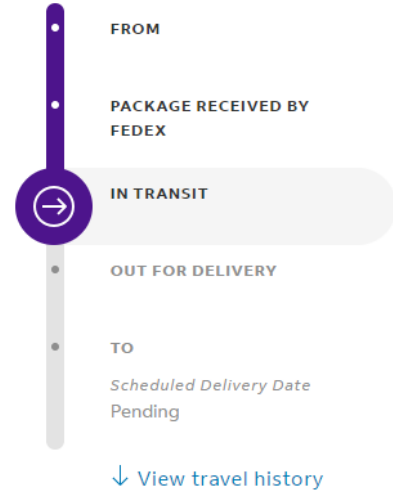 FROM
PACKAGE RECEIVED BY
FEDEX
IN TRANSIT
OUT FOR DELIVERY
TO
Scheduled Delivery Date
Pending
View travel history